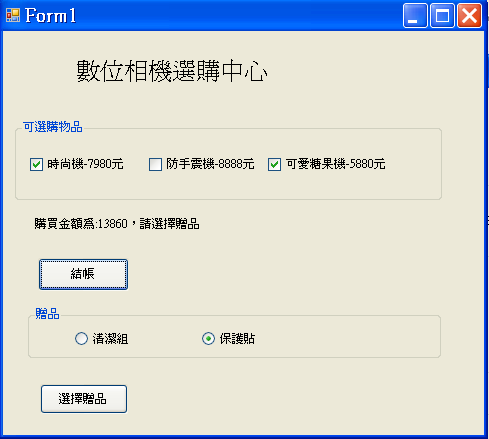 Form1
數位相機選購中心
可選購物品
時尚機-7980元 防手震機-8888元 可愛糖果機-5880元
購買金額為:13860，請選擇贈品
結帳
贈品
清潔組 保護貼
選擇贈品